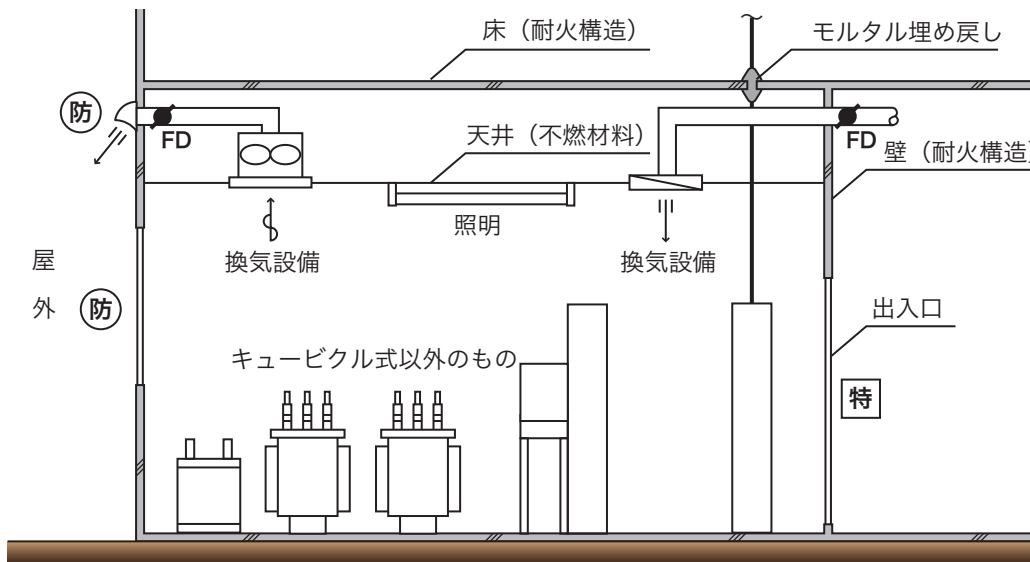 床（耐火構造）
モルタル埋め戻し
防
FD
天井（不燃材料）
FD
壁（耐火構造）
照明
換気設備
換気設備
屋外
防
出入口
キュービクル式以外のもの
特